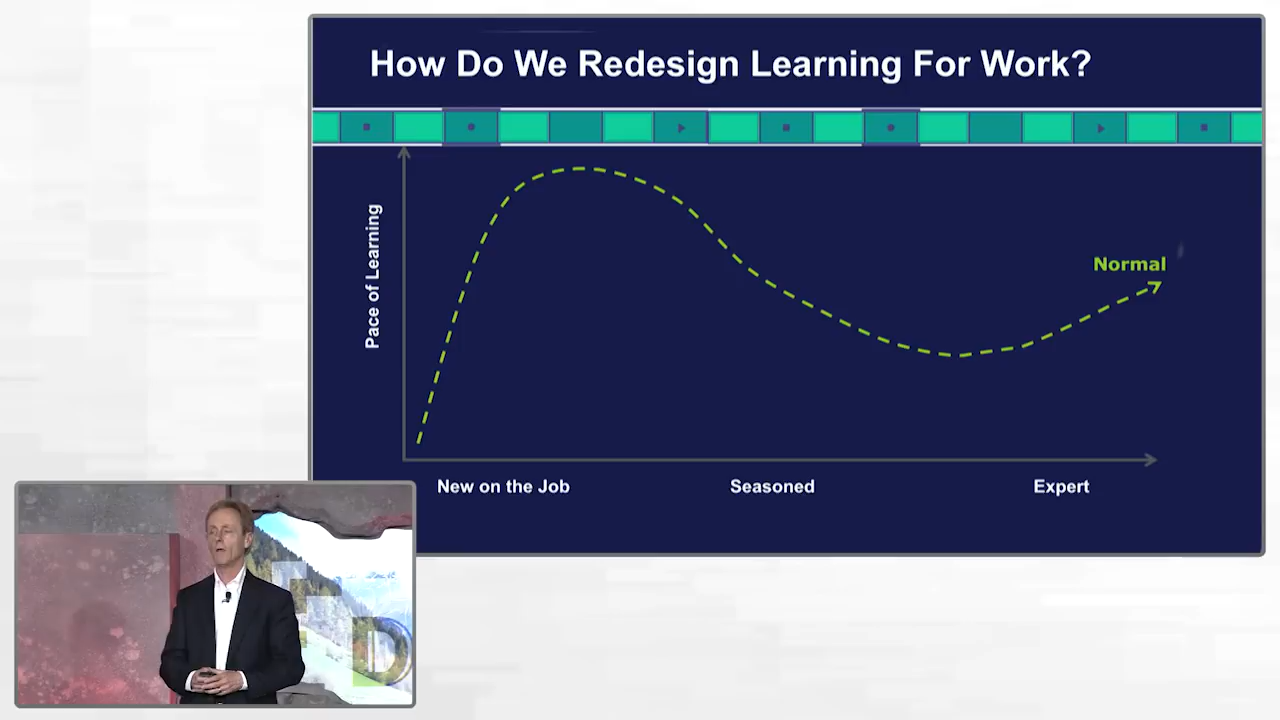 How Do We Redesign Learning For Work?
Pace of Learning
Normal
New on the Job
Seasoned
Expert
D